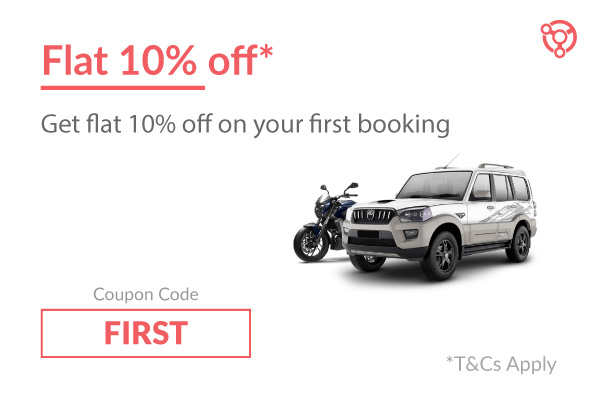 Flat 10% off*
Get flat 10% off on your first booking
Coupon Code
FIRST
*T&Cs Apply